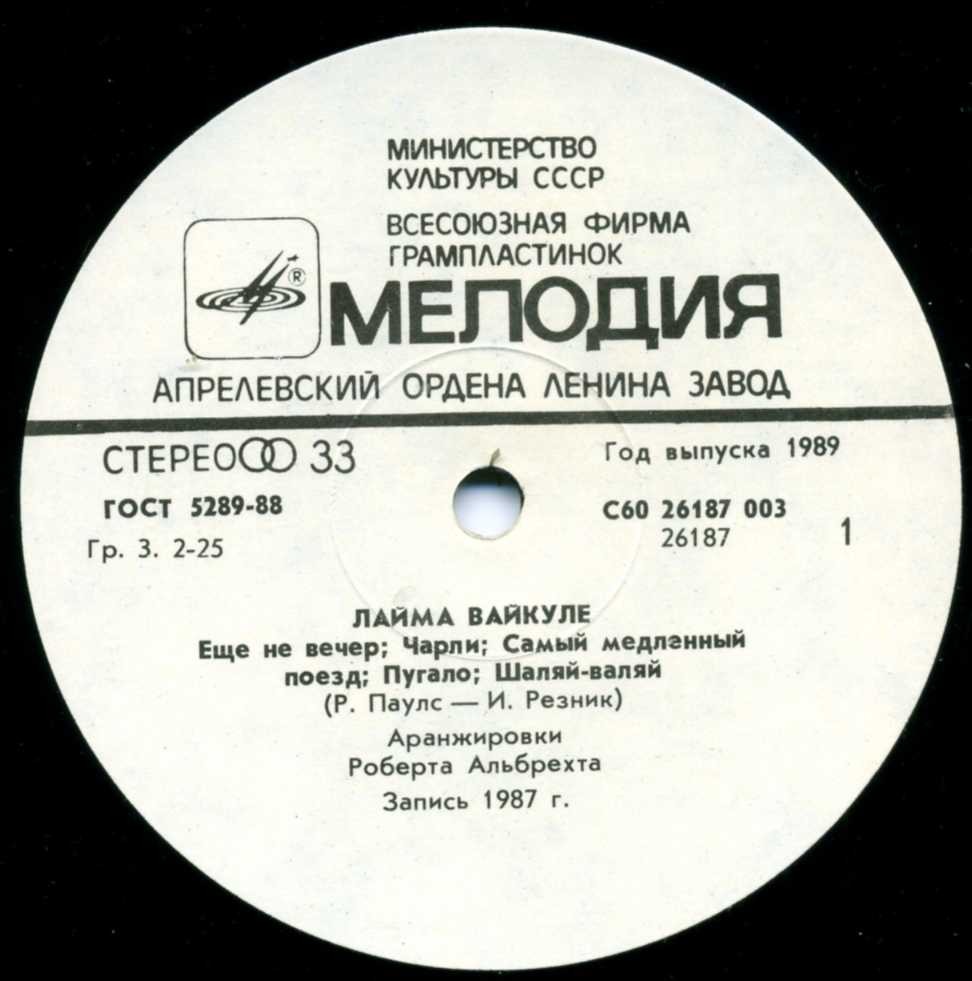 МИНИСТЕРСТВО
КУЛЬТУРЫ СССР
ВСЕСОЮЗНАЯ ФИРМА
ГРАМПЛАСТИНОК
®
МЕЛОДИЯ
АПРЕЛЕВСКИЙ ОРДЕНА ЛЕНИНА ЗАВОД
СТЕРЕО 33
Год выпуска 1989
ГОСТ 5289-88
С60 26187 003
Гр. 3. 2-25
26187
1
ЛАЙМА ВАЙКУЛЕ
Еще не вечер; Чарли; Самый медленный
поезд; Пугало; Шаляй-валяй
(Р. Паулс — И. Резник)
Аранжировки
Роберта Альбрехта
Запись 1987 г.